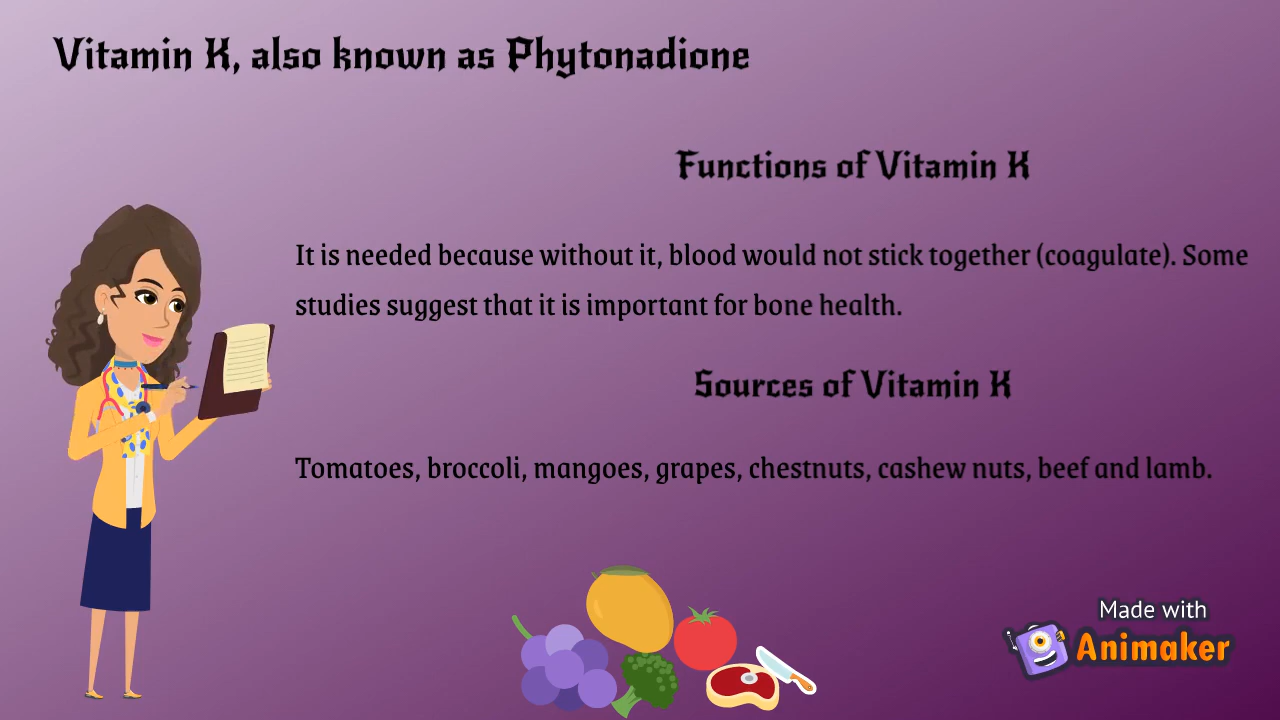 Vitamin K, also known as Phytonadione
Functions of Vitamin K
It is needed because without it, blood would not stick together (coagulate). Some
studies suggest that it is important for bone health.
Sources of Vitamin K
Tomatoes, broccoli, mangoes, grapes, chestnuts, cashew nuts, beef and lamb.
Made with
Animaker